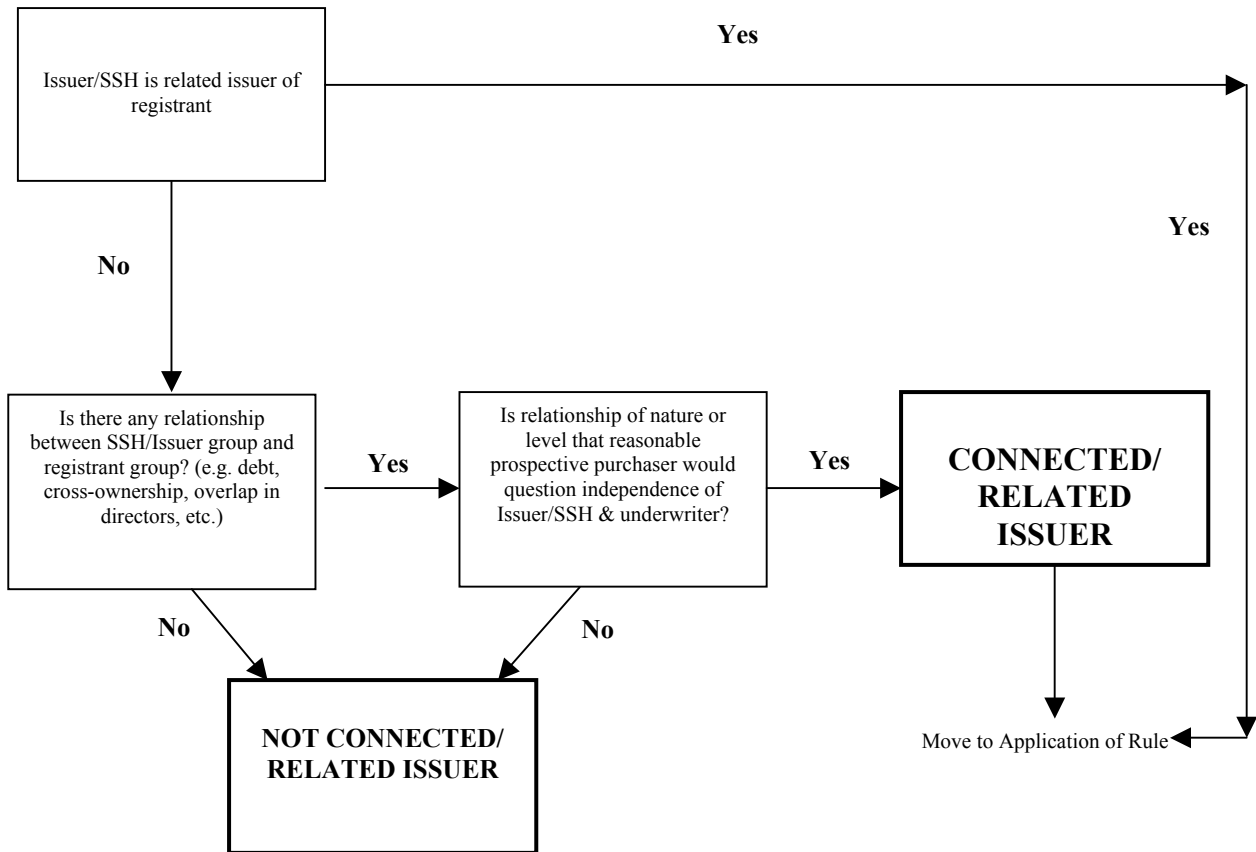 Yes
Issuer/SSH is related issuer of
registrant
Yes
No
Is there any relationship
between SSH/Issuer group and
registrant group? (e.g. debt,
cross-ownership, overlap in
directors, etc.)
Yes
Is relationship of nature or
level that reasonable
prospective purchaser would
question independence of
Issuer/SSH & underwriter?
Yes
CONNECTED/
RELATED
ISSUER
No
No
NOT CONNECTED/
RELATED ISSUER
Move to Application of Rule